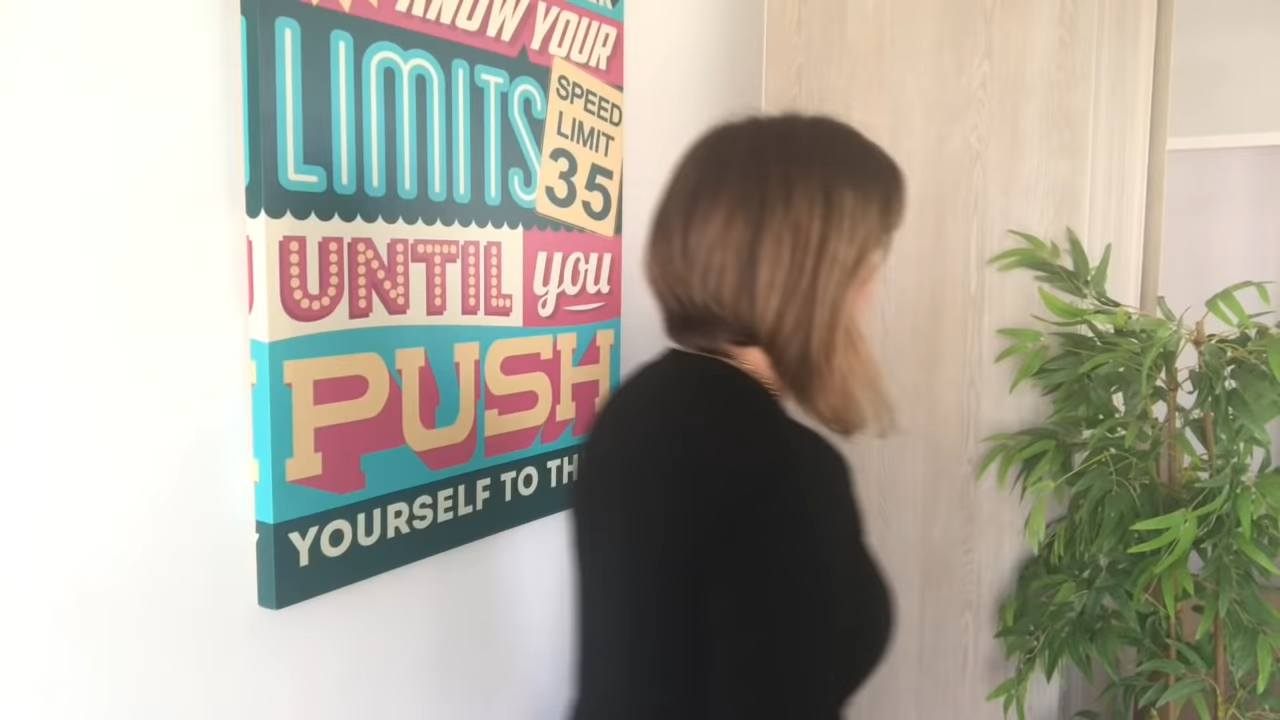 KNOW YOUR
LIMITS
SPEED
LIMIT
35
UNTIL you
PUSH
YOURSELF TO TH